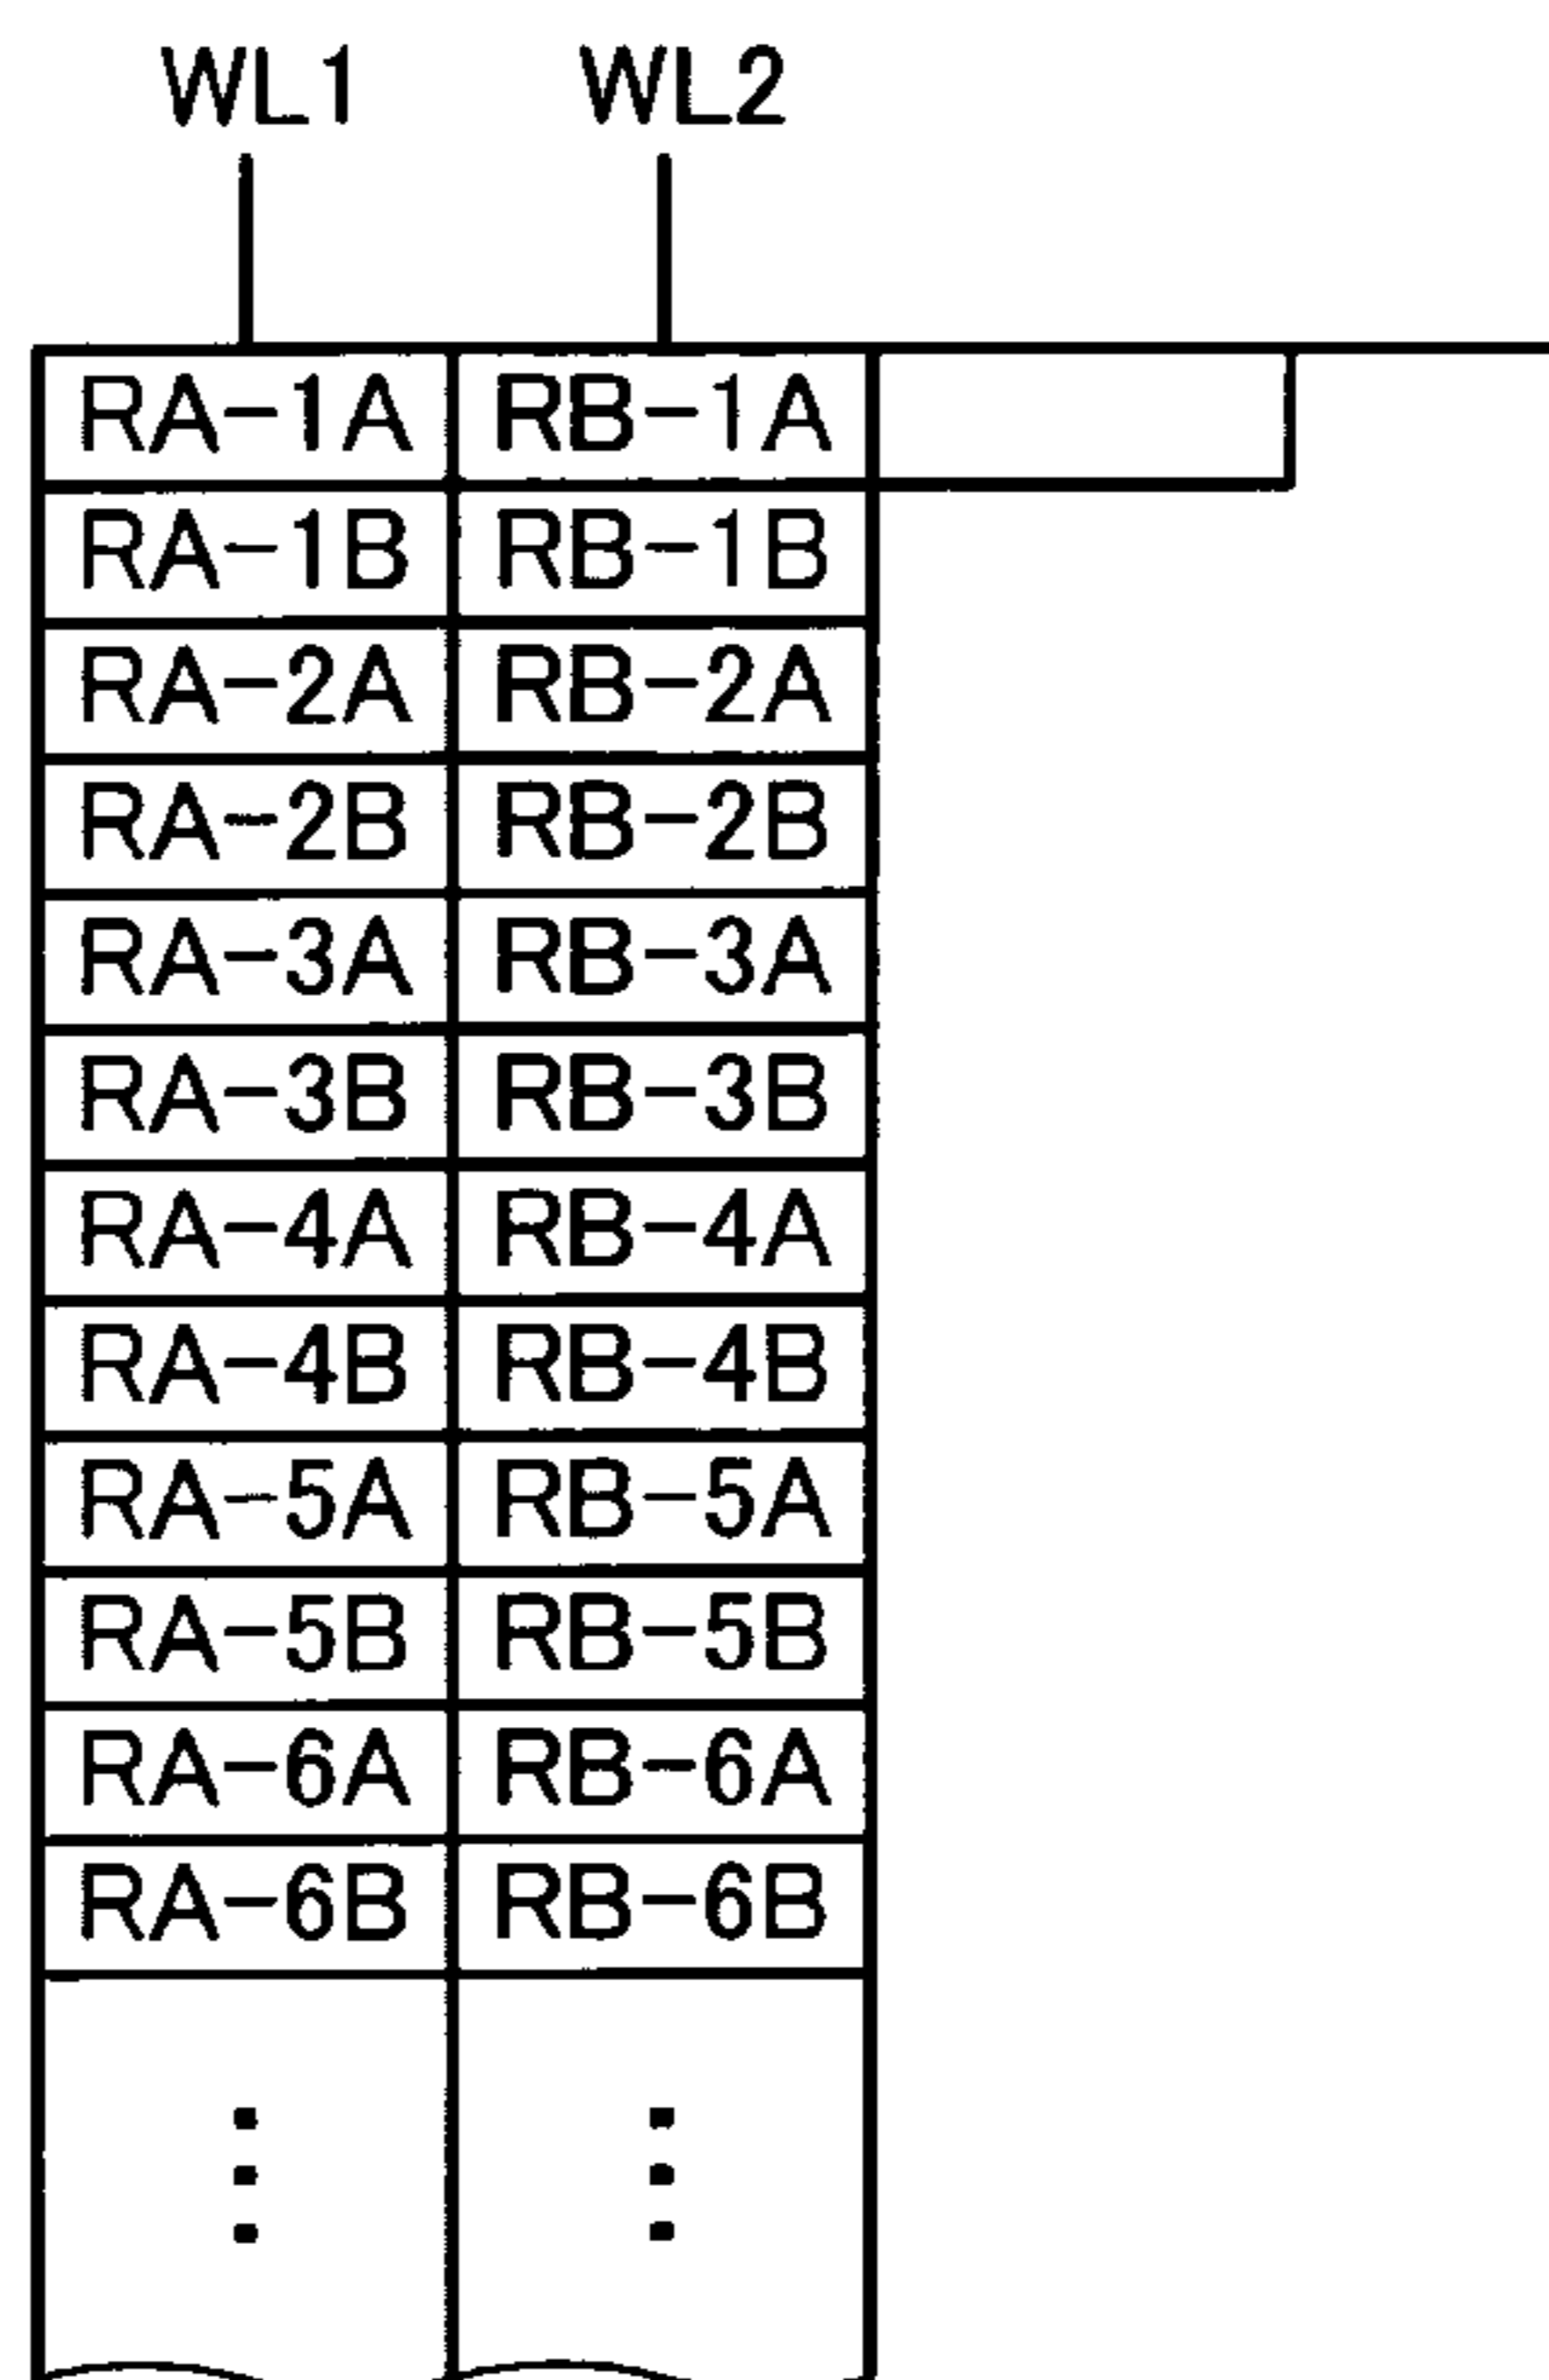 WL1 WL2
RA-1A RB-1A
RA-1B RB-1B
RA-2A RB-2A
RA-2B RB-2B
RA-3A RB-3A
RA-3B RB-3B
RA-4A RB-4A
RA-4B RB-4B
RA-5A RB-5A
RA-5B RB-5B
RA-6A RB-6A
RA-6B RB-6B